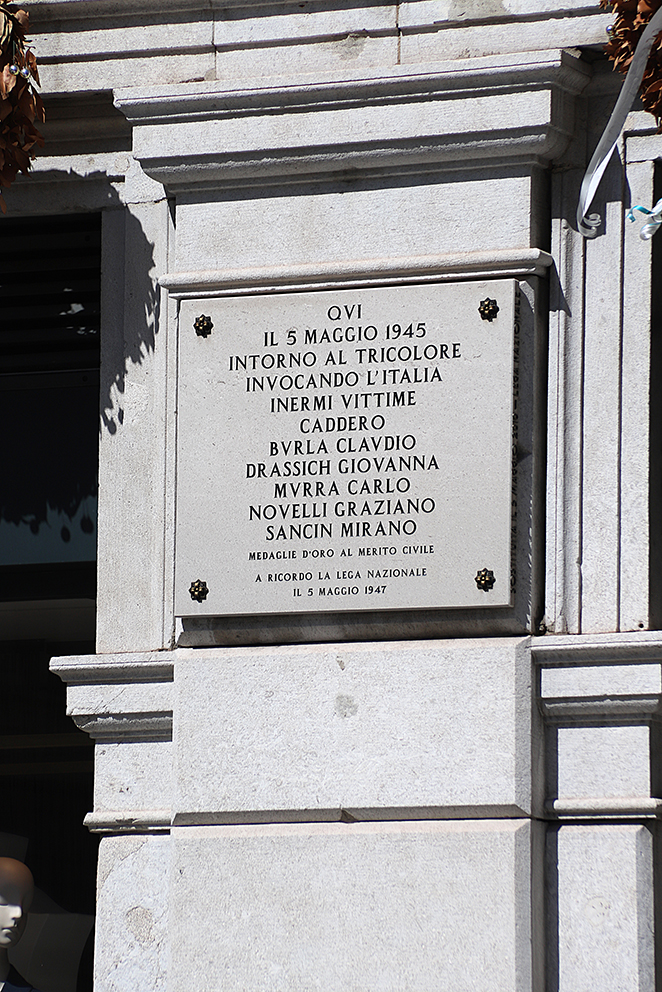 QVI
IL 5 MAGGIO 1945
INTORNO AL TRICOLORE
INVOCANDO L'ITALIA
INERMI VITTIME
CADDERO
BVRLA CLAVDIO
DRASSICH GIOVANNA
MVRRA CARLO
NOVELLI GRAZIANO
SANCIN MIRANO
MEDAGLIE D'ORO AL MERITO CIVILE
A RICORDO LA LEGA NAZIONALE
IL 5 MAGGIO 1947